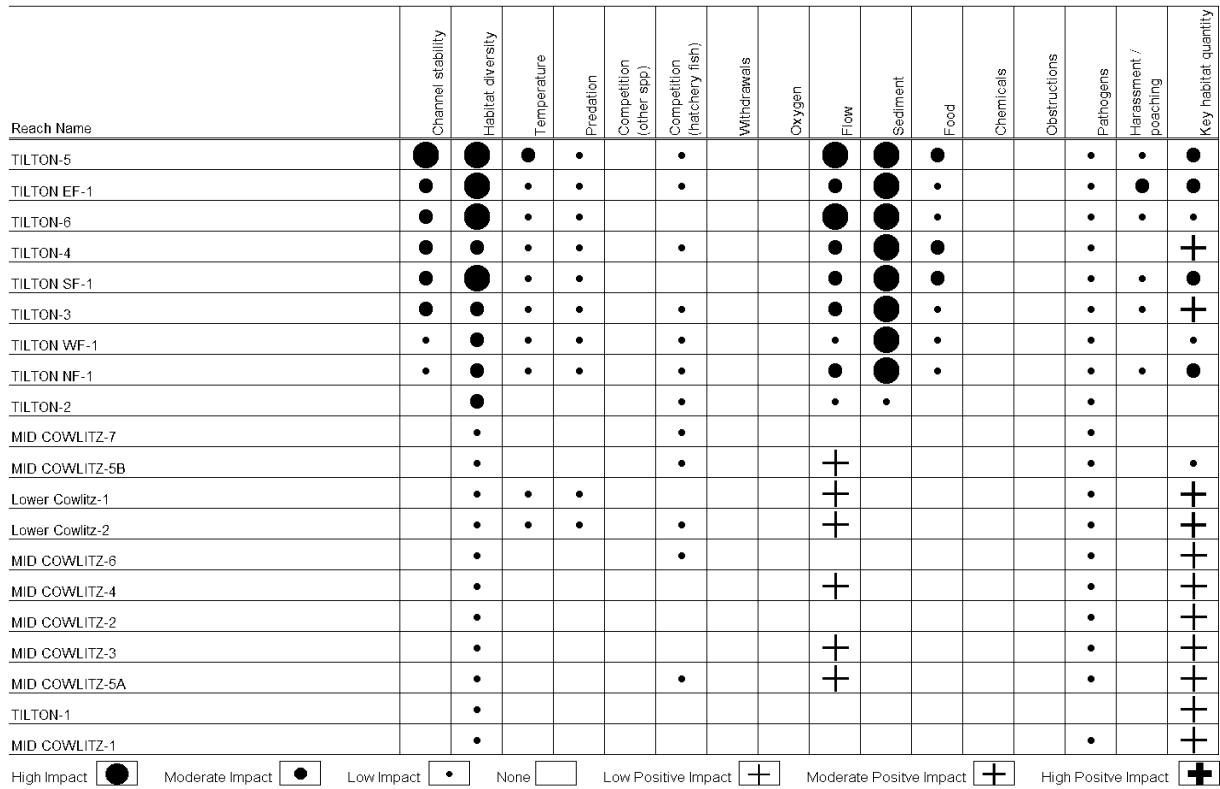 Reach Name
Channel stability
Habitat diversity
Temperature
Predation
Competition
(other spp)
Competition
(hatchery fish)
Withdrawals
Oxygen
Flow
Sediment
Food
Chemicals
Obstructions
Pathogens
Harassment /
poaching
Key habitat quantity
TILTON-5
TILTON EF-1
TILTON-6
TILTON-4
TILTON SF-1
TILTON-3
TILTON WF-1
TILTON NF-1
TILTON-2
MID COWLITZ-7
MID COWLITZ-5B
Lower Cowlitz-1
Lower Cowlitz-2
MID COWLITZ-6
MID COWLITZ-4
MID COWLITZ-2
MID COWLITZ-3
MID COWLITZ-5A
TILTON-1
MID COWLITZ-1
High Impact Moderate Impact Low Impact None Low Positive Impact Moderate Positve Impact High Positve Impact